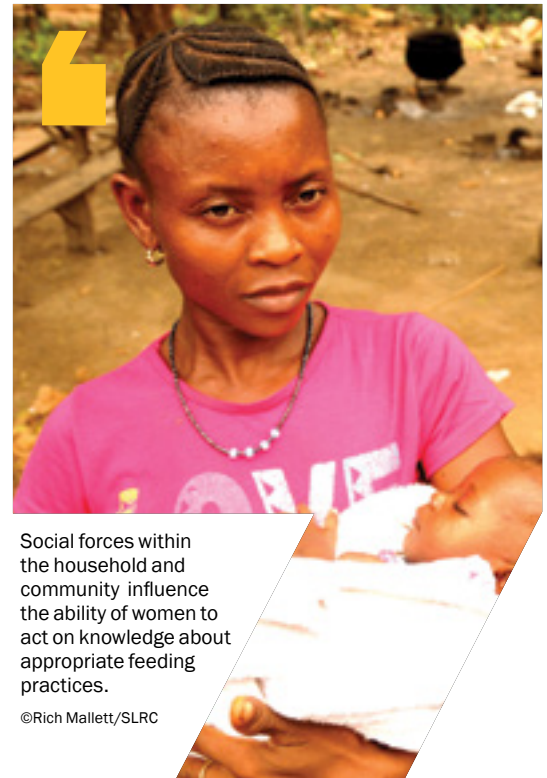 LOVE
Social forces within
the household and
community influence
the ability of women to
act on knowledge about
appropriate feeding
practices.
©Rich Mallett/SLRC